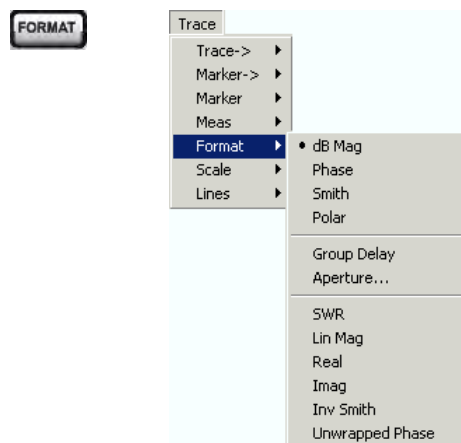 FORMAT
Trace
Trace->
Marker->
Marker
Meas
Format
Scale
Lines
dB Mag
Phase
Smith
Polar
Group Delay
Aperture...
SWR
Lin Mag
Real
Imag
Inv Smith
Unwrapped Phase